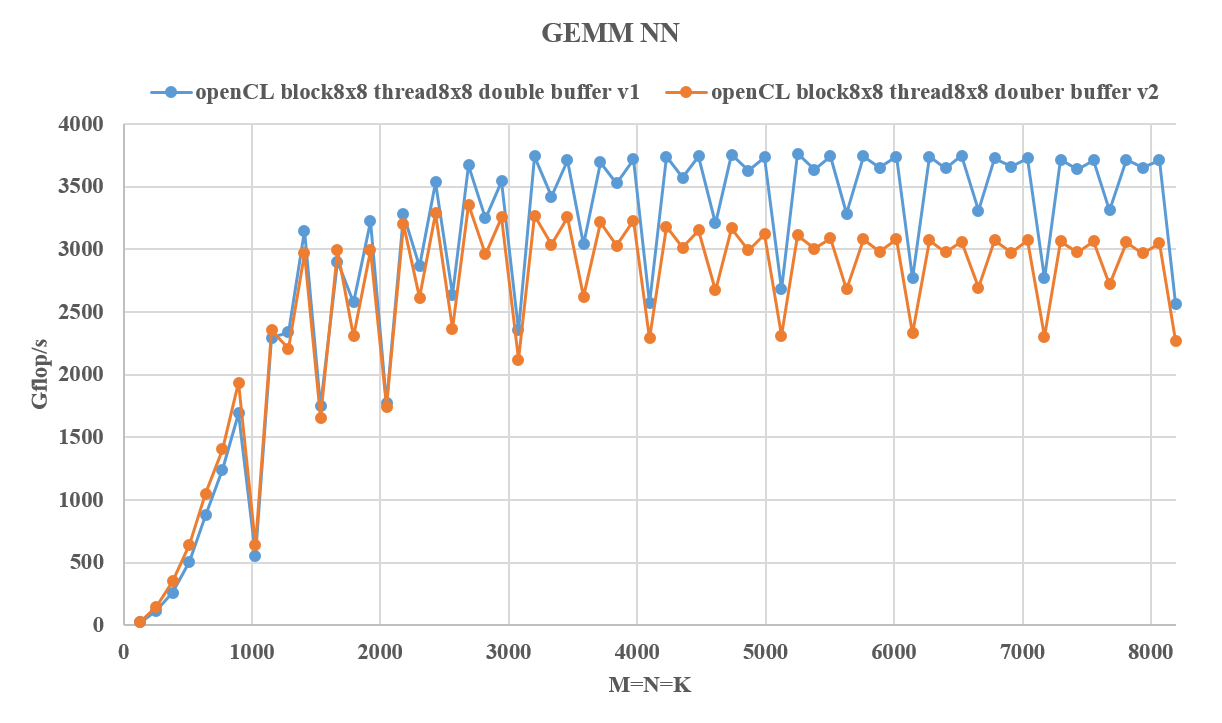 GEMM NN
openCL block8x8 thread8x8 double buffer v1 openCL block8x8 thread8x8 douber buffer v2
4000
3500
3000
2500
2000
1500
1000
500
0
Gflop/s
0 1000 2000 3000 4000 5000 6000 7000 8000
M=N=K